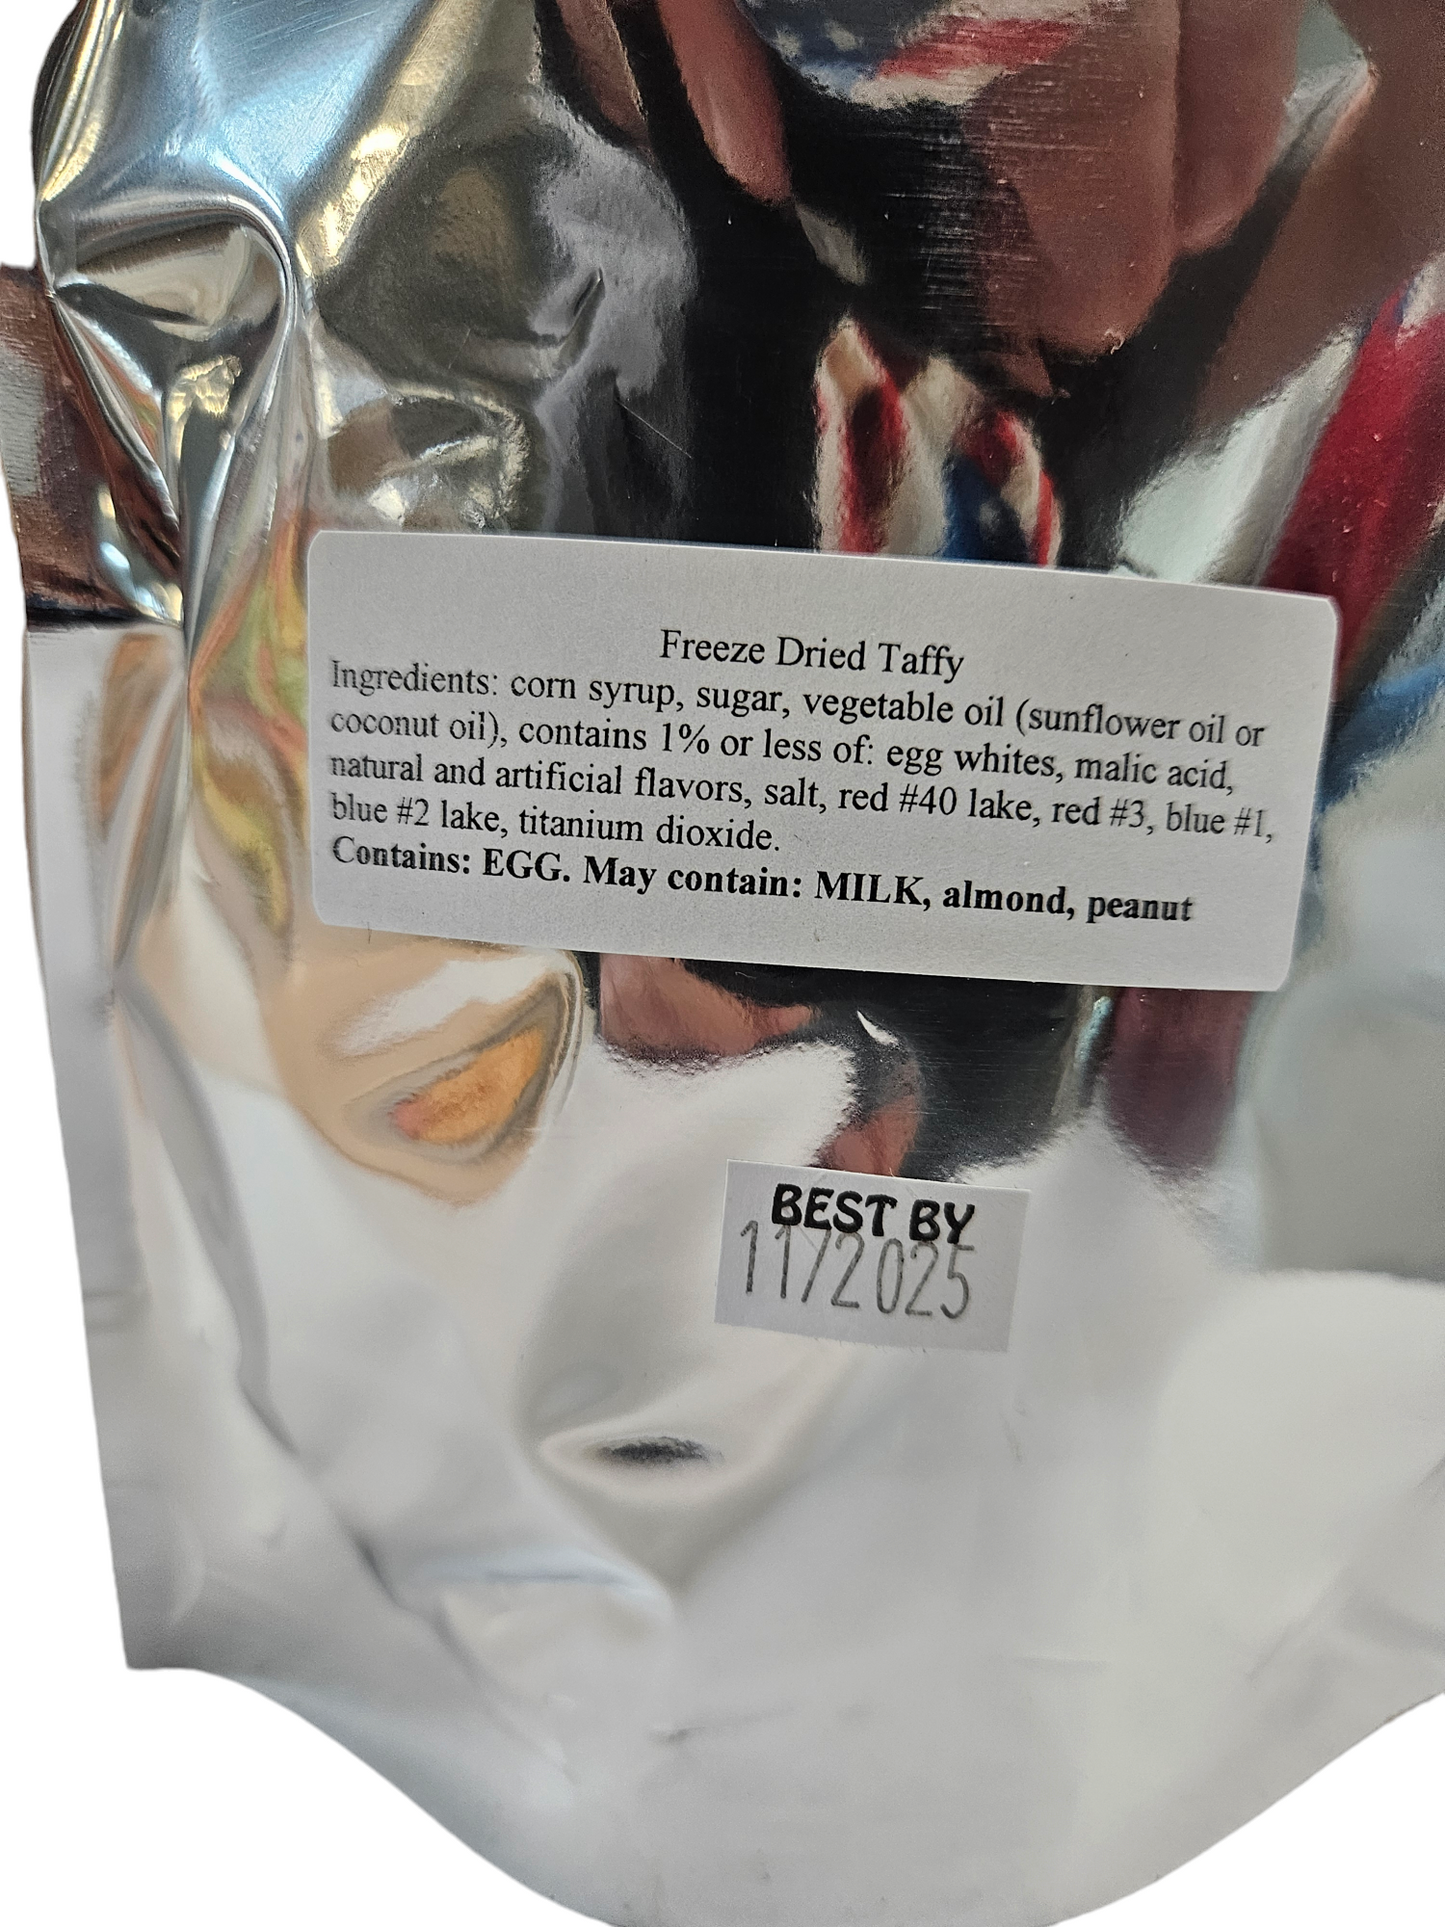 Freeze Dried Taffy
Ingredients: corn syrup, sugar, vegetable oil (sunflower oil or
coconut oil), contains 1% or less of: egg whites, malic acid,
natural and artificial flavors, salt, red #40 lake, red #3, blue #1,
blue #2 lake, titanium dioxide.
Contains: EGG. May contain: MILK, almond, peanut
BEST BY
11/2025